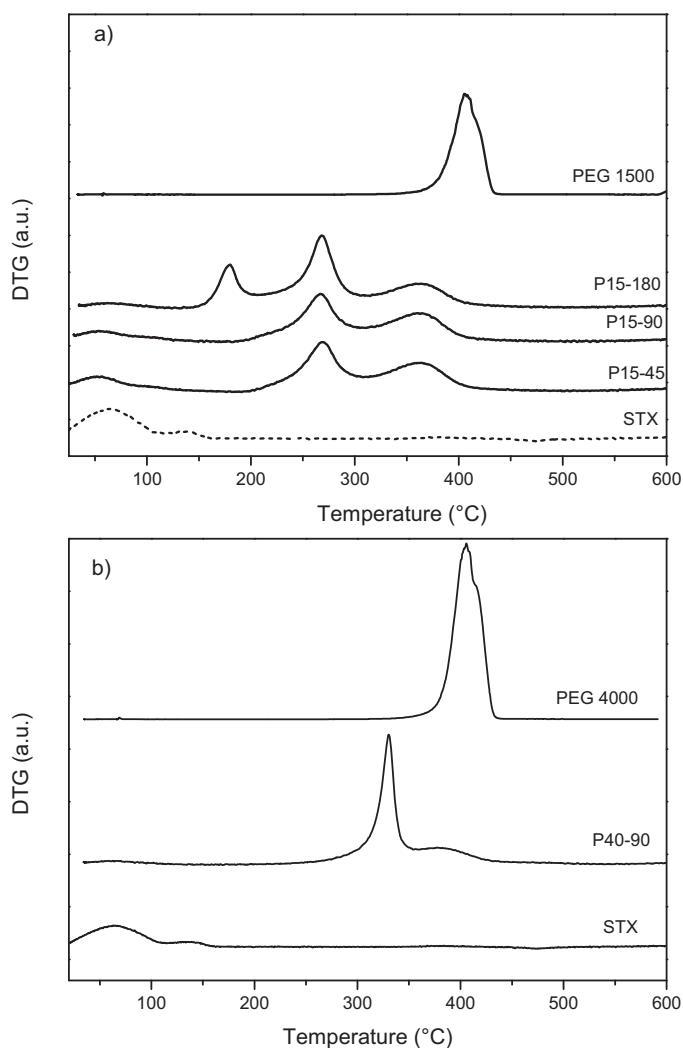 a)
PEG 1500
P15-180
P15-90
P15-45
STX
DTG (a.u.)
100 200 300 400 500 600
Temperature (°C)
b)
PEG 4000
P40-90
STX
DTG (a.u.)
100 200 300 400 500 600
Temperature (°C)